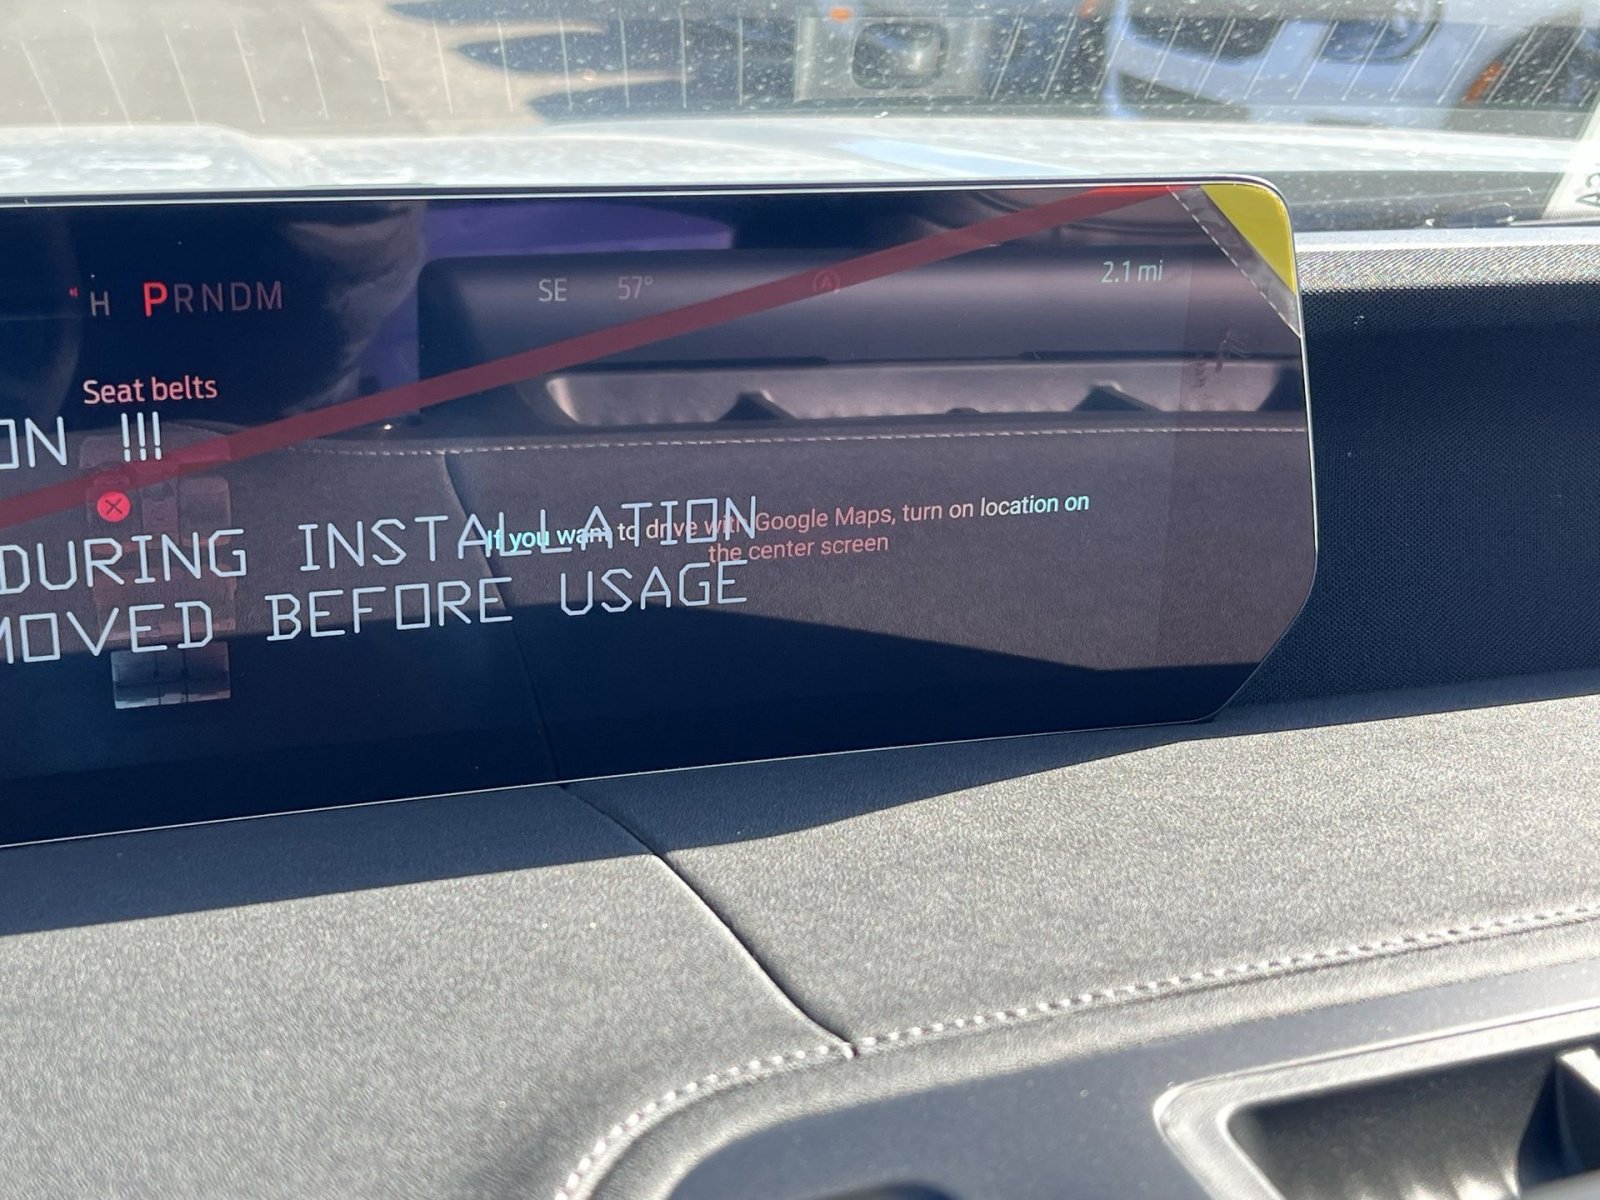 H PRNDM
SE 57° A 2.1 mi
Seat belts
ON !!!
If you want to drive with Google Maps, turn on location on
the center screen
DURING INSTALLATION
MOVED BEFORE USAGE